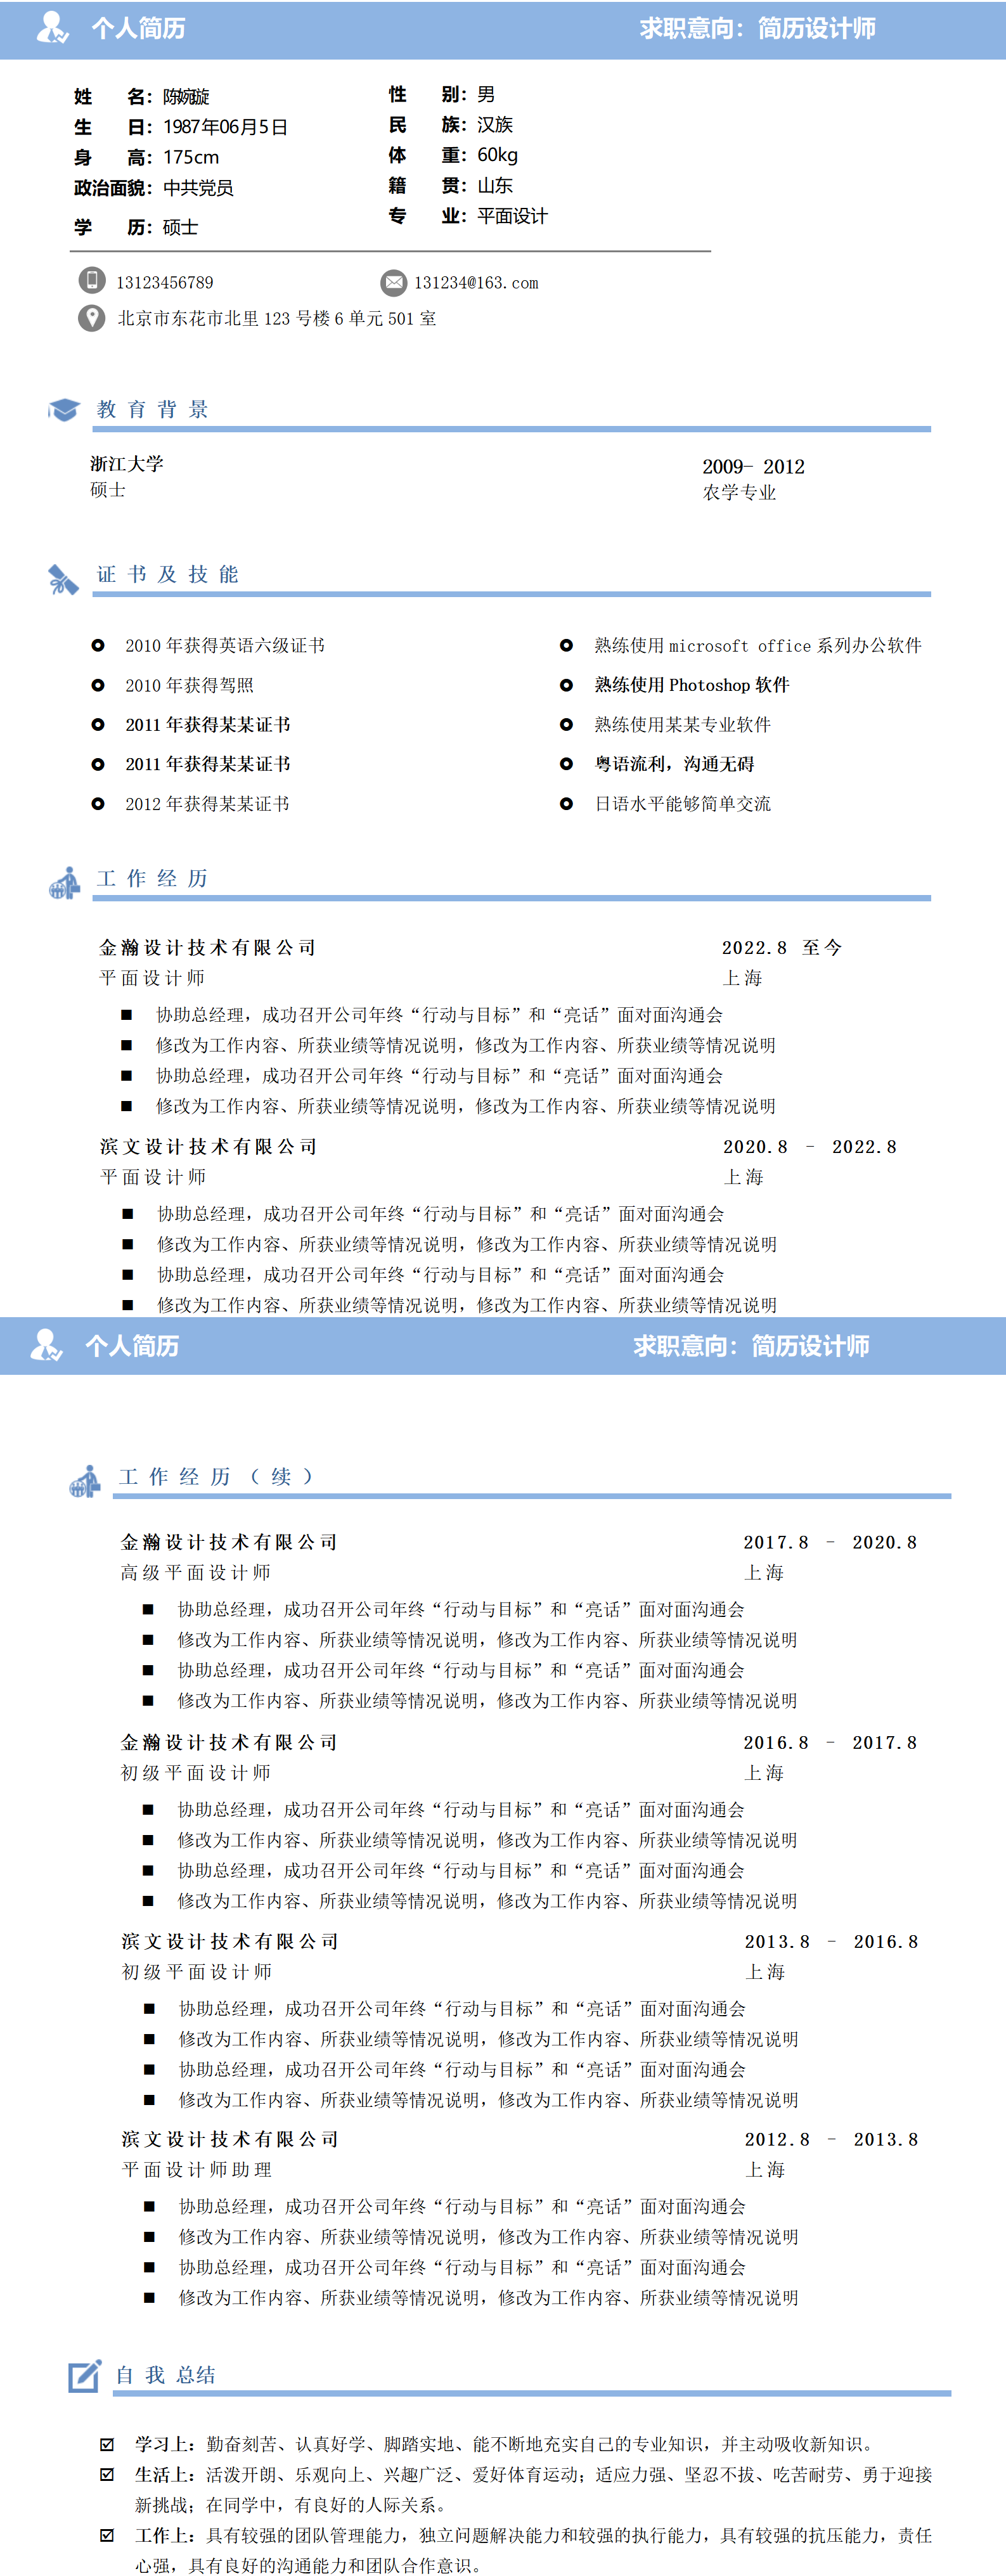 个人简历 求职意向：简历设计师
姓 名：陈婉璇 性 别：男
生 日：1987年06月5日 民 族：汉族
身 高：175cm 体 重：60kg
政治面貌：中共党员 籍 贯：山东
学 历：硕士 专 业：平面设计
13123456789 131234@163.com
北京市东花市北里 123 号楼 6 单元 501 室
教育背景
浙江大学 2009- 2012
硕士 农学专业
证书及技能
2010 年获得英语六级证书 熟练使用 microsoft office 系列办公软件
2010 年获得驾照 熟练使用 Photoshop 软件
2011 年获得某某证书 熟练使用某某专业软件
2011 年获得某某证书 粤语流利，沟通无碍
2012 年获得某某证书 日语水平能够简单交流
工作经历
金瀚设计技术有限公司 2022.8 至今
平面设计师 上海
■ 协助总经理，成功召开公司年终“行动与目标”和“亮话”面对面沟通会
■ 修改为工作内容、所获业绩等情况说明，修改为工作内容、所获业绩等情况说明
■ 协助总经理，成功召开公司年终“行动与目标”和“亮话”面对面沟通会
■ 修改为工作内容、所获业绩等情况说明，修改为工作内容、所获业绩等情况说明
滨文设计技术有限公司 2020.8 - 2022.8
平面设计师 上海
■ 协助总经理，成功召开公司年终“行动与目标”和“亮话”面对面沟通会
■ 修改为工作内容、所获业绩等情况说明，修改为工作内容、所获业绩等情况说明
■ 协助总经理，成功召开公司年终“行动与目标”和“亮话”面对面沟通会
■ 修改为工作内容、所获业绩等情况说明，修改为工作内容、所获业绩等情况说明
个人简历 求职意向：简历设计师
工作经历（续）
金瀚设计技术有限公司 2017.8 - 2020.8
高级平面设计师 上海
■ 协助总经理，成功召开公司年终“行动与目标”和“亮话”面对面沟通会
■ 修改为工作内容、所获业绩等情况说明，修改为工作内容、所获业绩等情况说明
■ 协助总经理，成功召开公司年终“行动与目标”和“亮话”面对面沟通会
■ 修改为工作内容、所获业绩等情况说明，修改为工作内容、所获业绩等情况说明
金瀚设计技术有限公司 2016.8 - 2017.8
初级平面设计师 上海
■ 协助总经理，成功召开公司年终“行动与目标”和“亮话”面对面沟通会
■ 修改为工作内容、所获业绩等情况说明，修改为工作内容、所获业绩等情况说明
■ 协助总经理，成功召开公司年终“行动与目标”和“亮话”面对面沟通会
■ 修改为工作内容、所获业绩等情况说明，修改为工作内容、所获业绩等情况说明
滨文设计技术有限公司 2013.8 - 2016.8
初级平面设计师 上海
■ 协助总经理，成功召开公司年终“行动与目标”和“亮话”面对面沟通会
■ 修改为工作内容、所获业绩等情况说明，修改为工作内容、所获业绩等情况说明
■ 协助总经理，成功召开公司年终“行动与目标”和“亮话”面对面沟通会
■ 修改为工作内容、所获业绩等情况说明，修改为工作内容、所获业绩等情况说明
滨文设计技术有限公司 2012.8 - 2013.8
平面设计师助理 上海
■ 协助总经理，成功召开公司年终“行动与目标”和“亮话”面对面沟通会
■ 修改为工作内容、所获业绩等情况说明，修改为工作内容、所获业绩等情况说明
■ 协助总经理，成功召开公司年终“行动与目标”和“亮话”面对面沟通会
■ 修改为工作内容、所获业绩等情况说明，修改为工作内容、所获业绩等情况说明
自我总结
☑ 学习上：勤奋刻苦、认真好学、脚踏实地、能不断地充实自己的专业知识，并主动吸收新知识。
☑ 生活上：活泼开朗、乐观向上、兴趣广泛、爱好体育运动；适应力强、坚忍不拔、吃苦耐劳、勇于迎接
新挑战；在同学中，有良好的人际关系。
☑ 工作上：具有较强的团队管理能力，独立问题解决能力和较强的执行能力，具有较强的抗压能力，责任
心强，具有良好的沟通能力和团队合作意识。